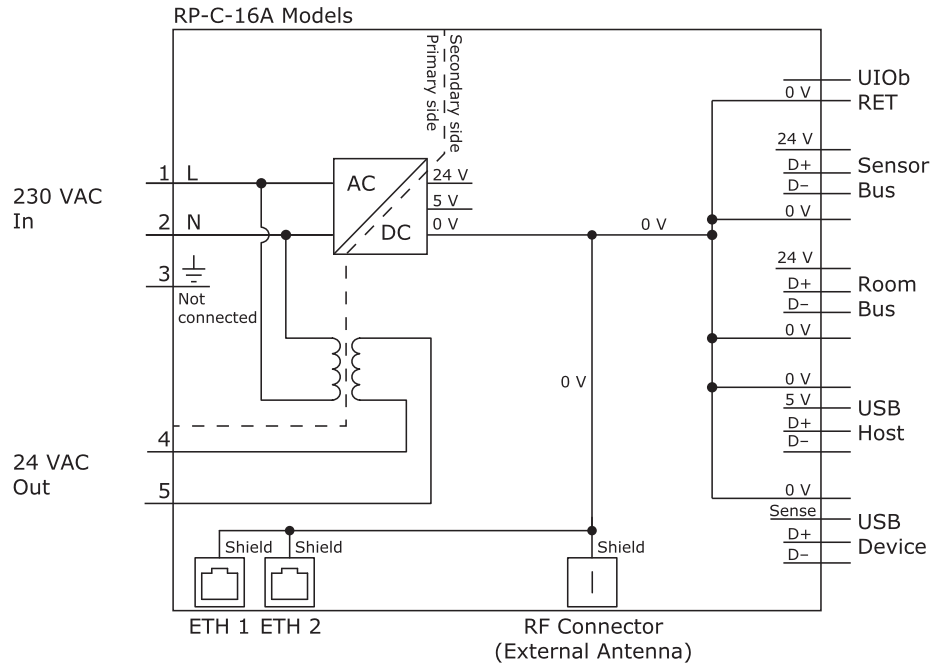 RP-C-16A Models
Primary side
Secondary side
UIOb
0 V
RET
24 V
D+
Sensor
D–
Bus
0 V
230 VAC
In
1
L
2
N
3
Not
connected
AC
DC
24 V
5 V
0 V
0 V
24 V
D+
Room
D–
Bus
0 V
0 V
0 V
5 V
USB
D+
Host
D–
24 VAC
Out
4
5
0 V
Sense
USB
D+
Device
D–
Shield
Shield
Shield
ETH 1
ETH 2
RF Connector
(External Antenna)